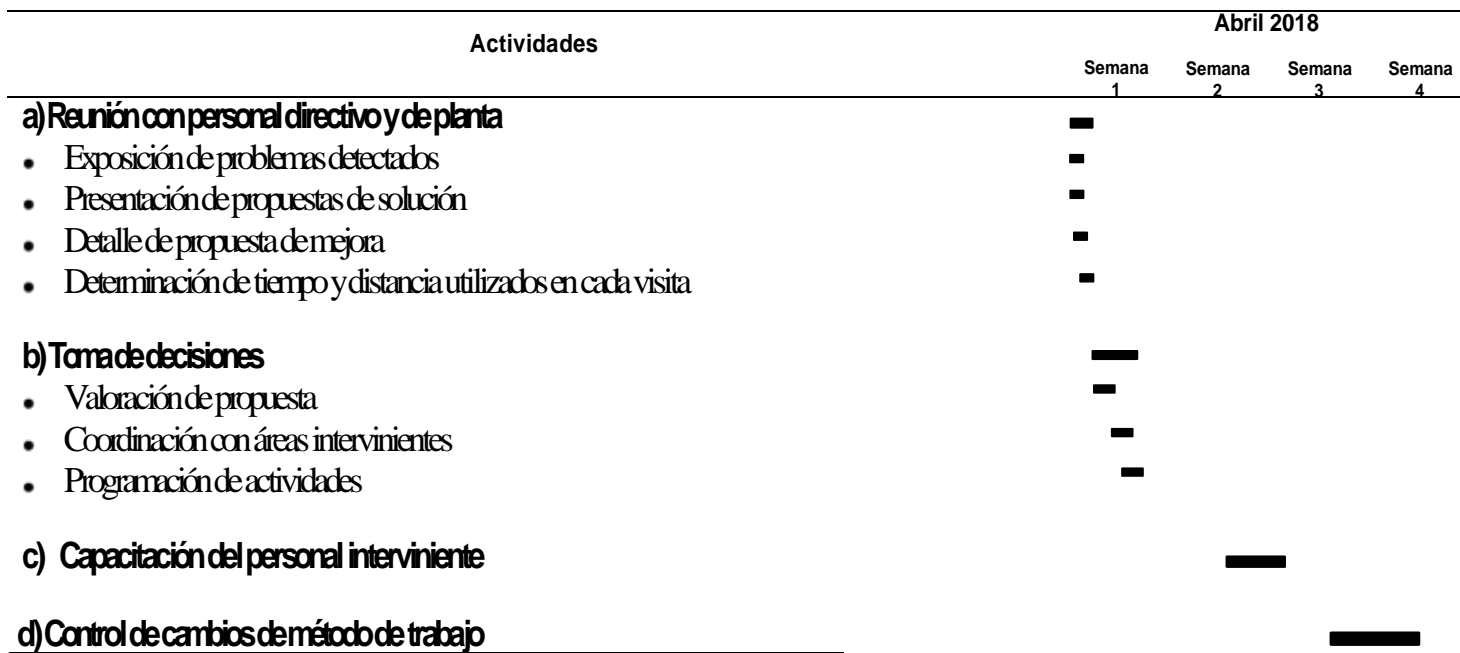 Actividades
Abril 2018
Semana 1
Semana 2
Semana 3
Semana 4
a) Reunión con personal directivo y de planta
• Exposición de problemas detectados
• Presentación de propuestas de solución
• Detalle de propuesta de mejora
• Determinación de tiempo y distancia utilizados en cada visita
b) Toma de decisiones
• Valoración de propuesta
• Coordinación con áreas intervinientes
• Programación de actividades
c) Capacitación del personal interviniente
d) Control de cambios de método de trabajo